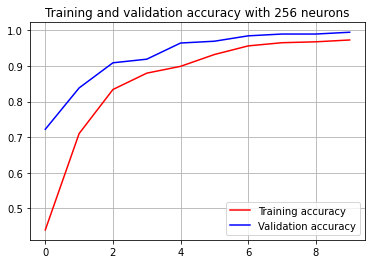 Training and validation accuracy with 256 neurons
1.0
0.9
0.8
0.7
0.6
0.5
Training accuracy
Validation accuracy
0 2 4 6 8